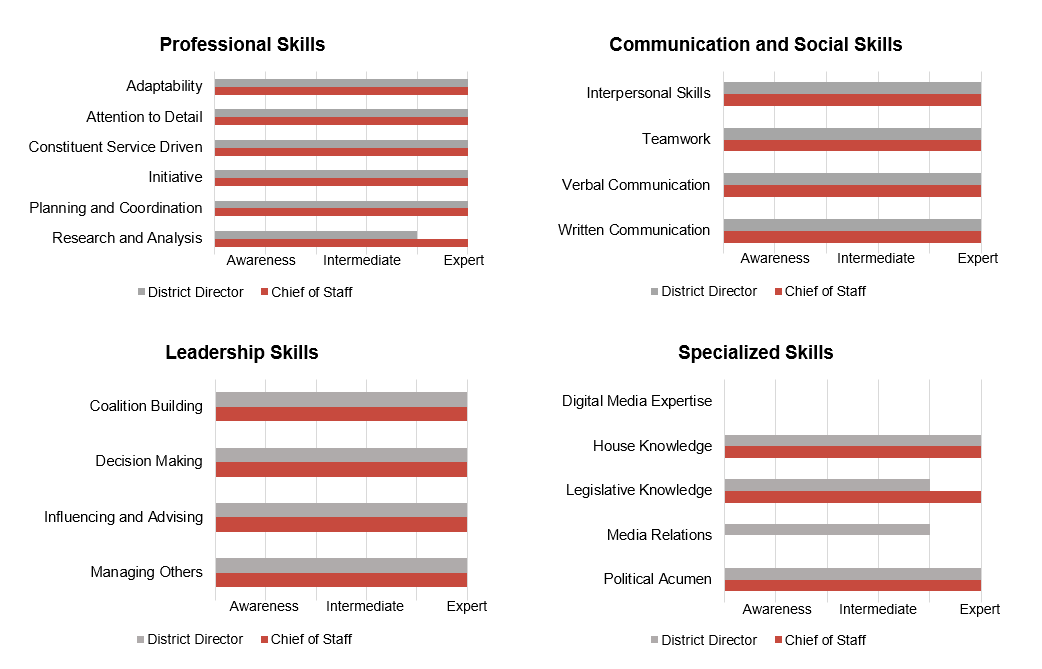 Professional Skills
Adaptability
Attention to Detail
Constituent Service Driven
Initiative
Planning and Coordination
Research and Analysis
Awareness Intermediate Expert
District Director Chief of Staff
Communication and Social Skills
Interpersonal Skills
Teamwork
Verbal Communication
Written Communication
Awareness Intermediate Expert
District Director Chief of Staff
Leadership Skills
Coalition Building
Decision Making
Influencing and Advising
Managing Others
Awareness Intermediate Expert
District Director Chief of Staff
Specialized Skills
Digital Media Expertise
House Knowledge
Legislative Knowledge
Media Relations
Political Acumen
Awareness Intermediate Expert
District Director Chief of Staff